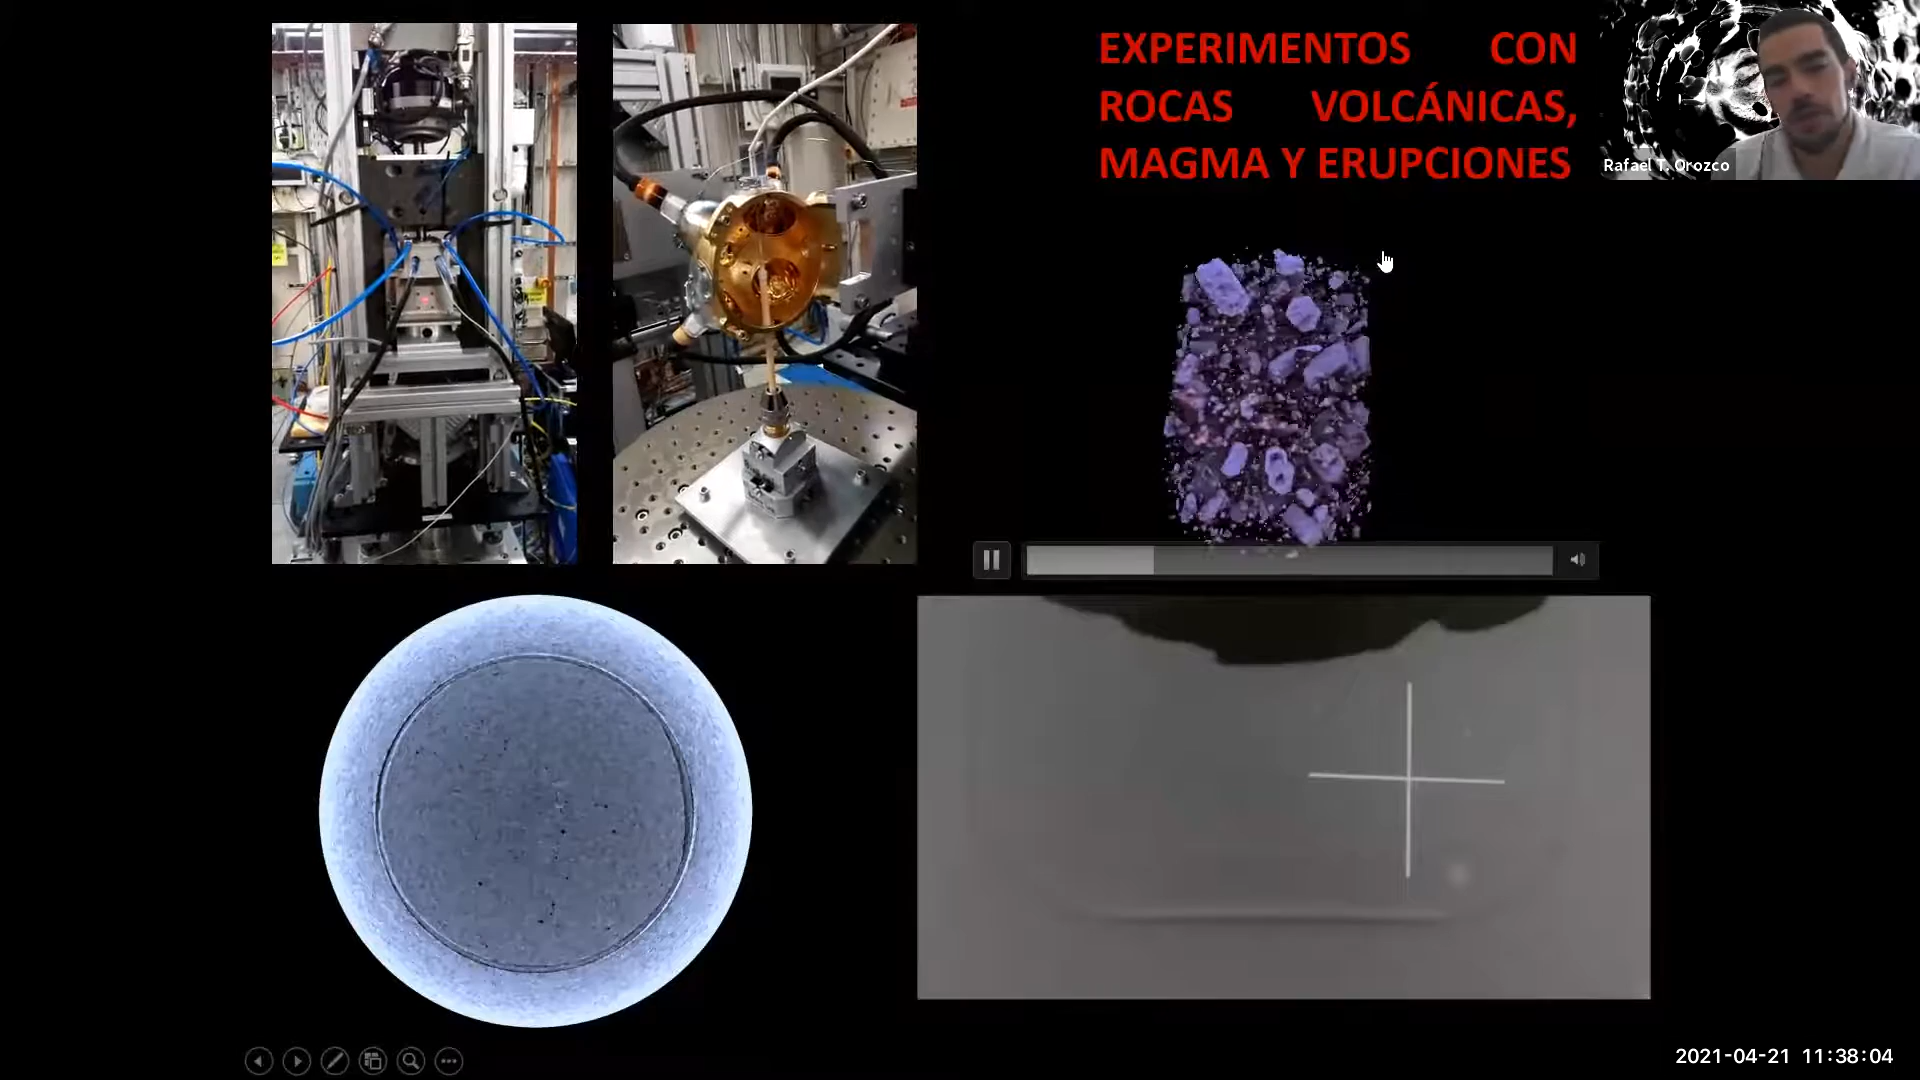 EXPERIMENTOS CON
ROCAS VOLCÁNICAS,
MAGMA Y ERUPCIONES
Rafael T. Orozco
2021-04-21 11:38:04